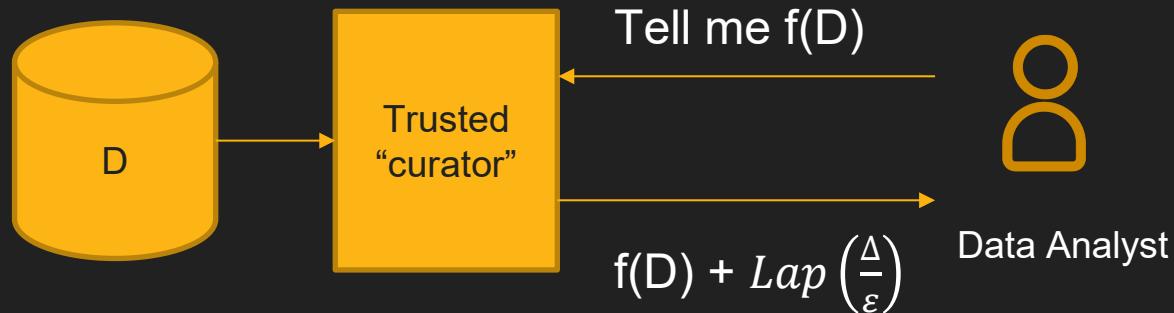 D
Trusted
“curator”
Tell me f(D)
f(D) + Lap (Δ/ε)
Data Analyst